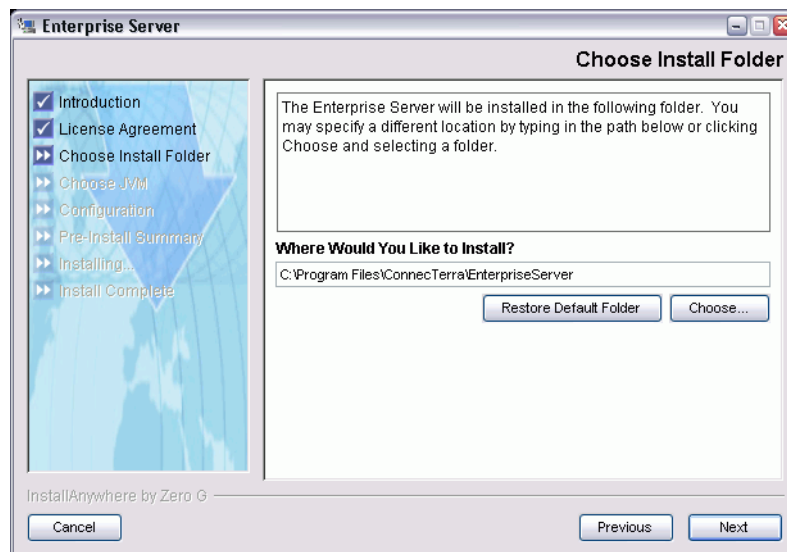 Enterprise Server
Choose Install Folder
Introduction
License Agreement
Choose Install Folder
Choose JVM
Configuration
Pre-Install Summary
Installing...
Install Complete
The Enterprise Server will be installed in the following folder. You
may specify a different location by typing in the path below or clicking
Choose and selecting a folder.
Where Would You Like to Install?
C:\Program Files\ConnecTerra\EnterpriseServer
Restore Default Folder
Choose...
InstallAnywhere by Zero G
Cancel
Previous
Next